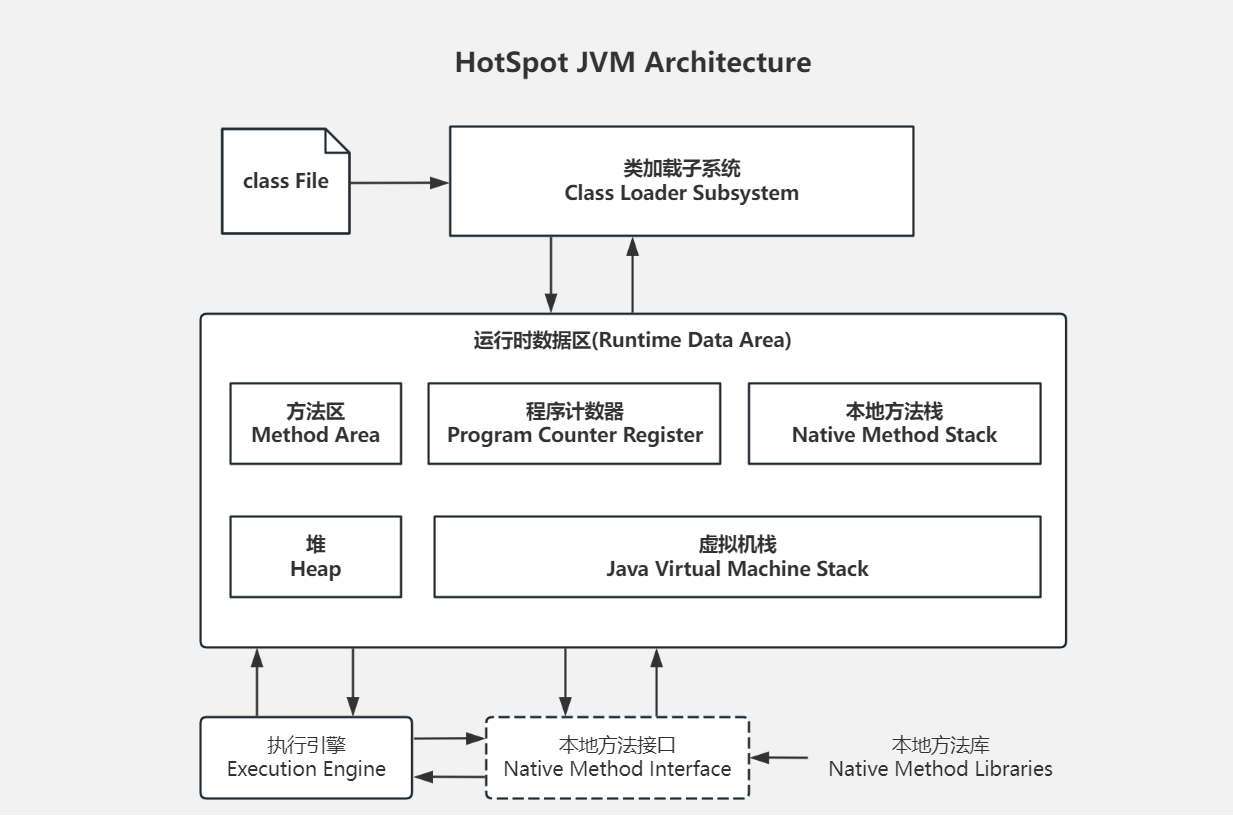 HotSpot JVM Architecture
class File
类加载子系统
Class Loader Subsystem
运行时数据区(Runtime Data Area)
方法区
Method Area
程序计数器
Program Counter Register
本地方法栈
Native Method Stack
堆
Heap
虚拟机栈
Java Virtual Machine Stack
执行引擎
Execution Engine
本地方法接口
Native Method Interface
本地方法库
Native Method Libraries